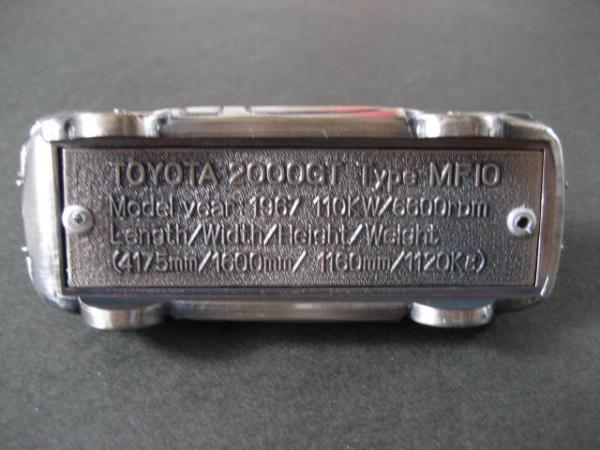 TOYOTA 2000GT Type MF10
Model year 1967 110KW/6600rpm
Length/Width/Height/Weight
(4175mm/1600mm/ 1160mm/1120Kg)